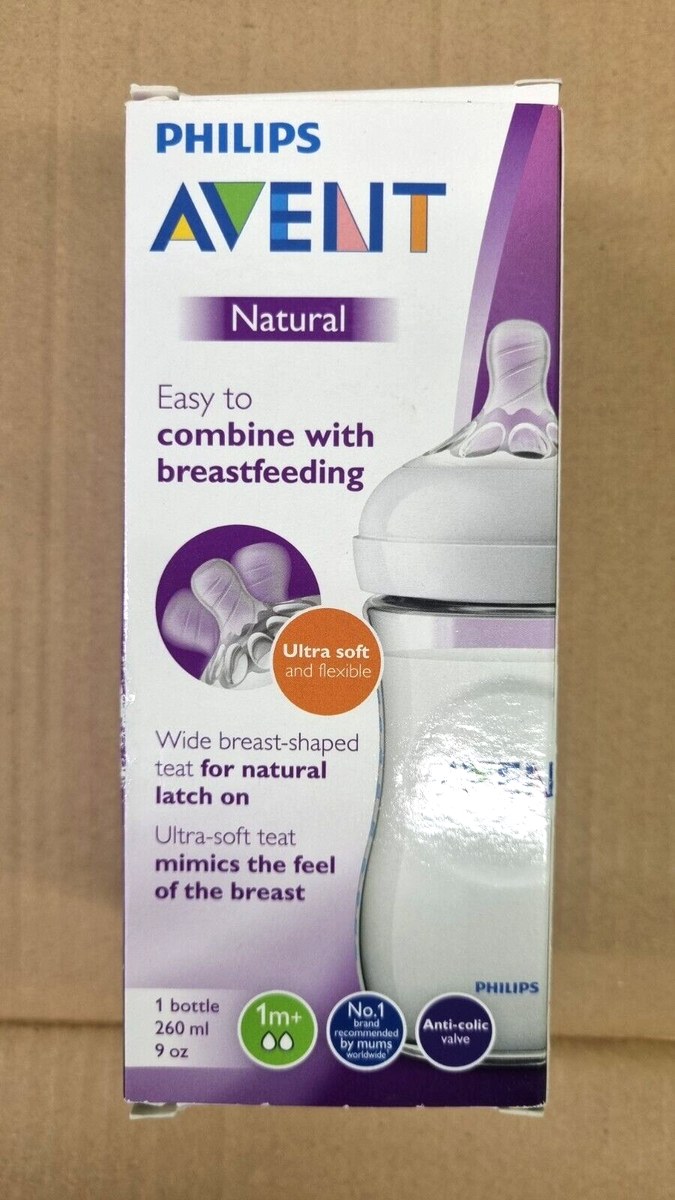 PHILIPS
AVENT
Natural
Easy to
combine with
breastfeeding
Ultra soft
and flexible
Wide breast-shaped
teat for natural
latch on
Ultra-soft teat
mimics the feel
of the breast
PHILIPS
1 bottle
260 ml
9 oz
1m+
No.1
brand
recommended
by mums
worldwide
Anti-colic
valve